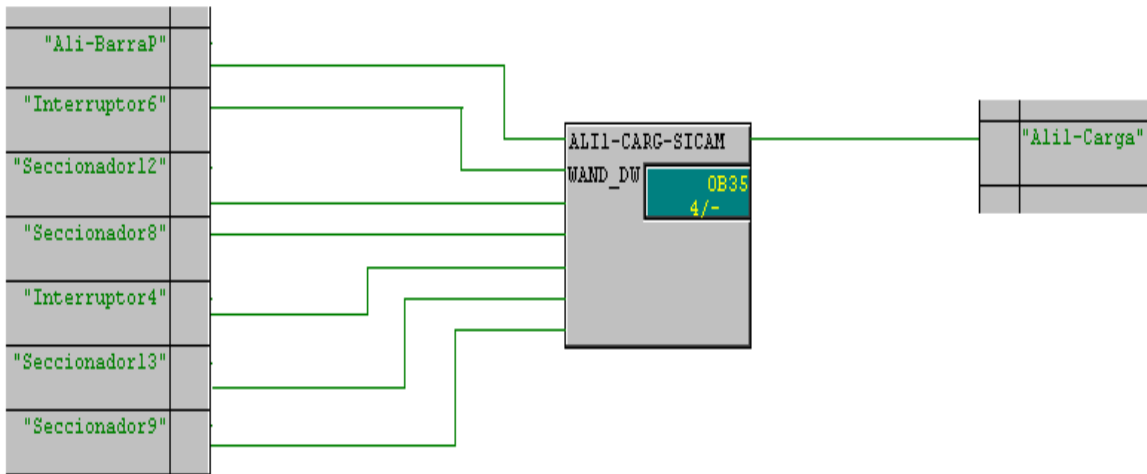 "Ali-BarraP"
"Interruptor6"
"Seccionador12"
"Seccionador8"
"Interruptor4"
"Seccionador13"
"Seccionador9"
ALI1-CARG-SICAM
WAND_DW
OB35
4/-
"Ali1-Carga"